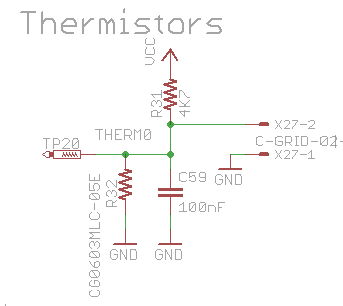 Thermistors
VCC
R31
4K7
X27-2
C-GRID-02-
X27-1
GND
THERM0
TP20
C59
100nF
R32
CG0603MLC-05E
GND
GND